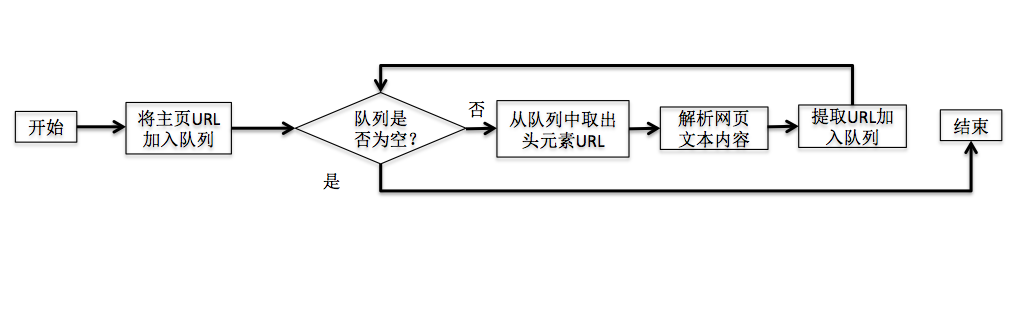 开始
将主页URL
加入队列
队列是
否为空？
否
是
从队列中取出
头元素URL
解析网页
文本内容
提取URL加
入队列
结束